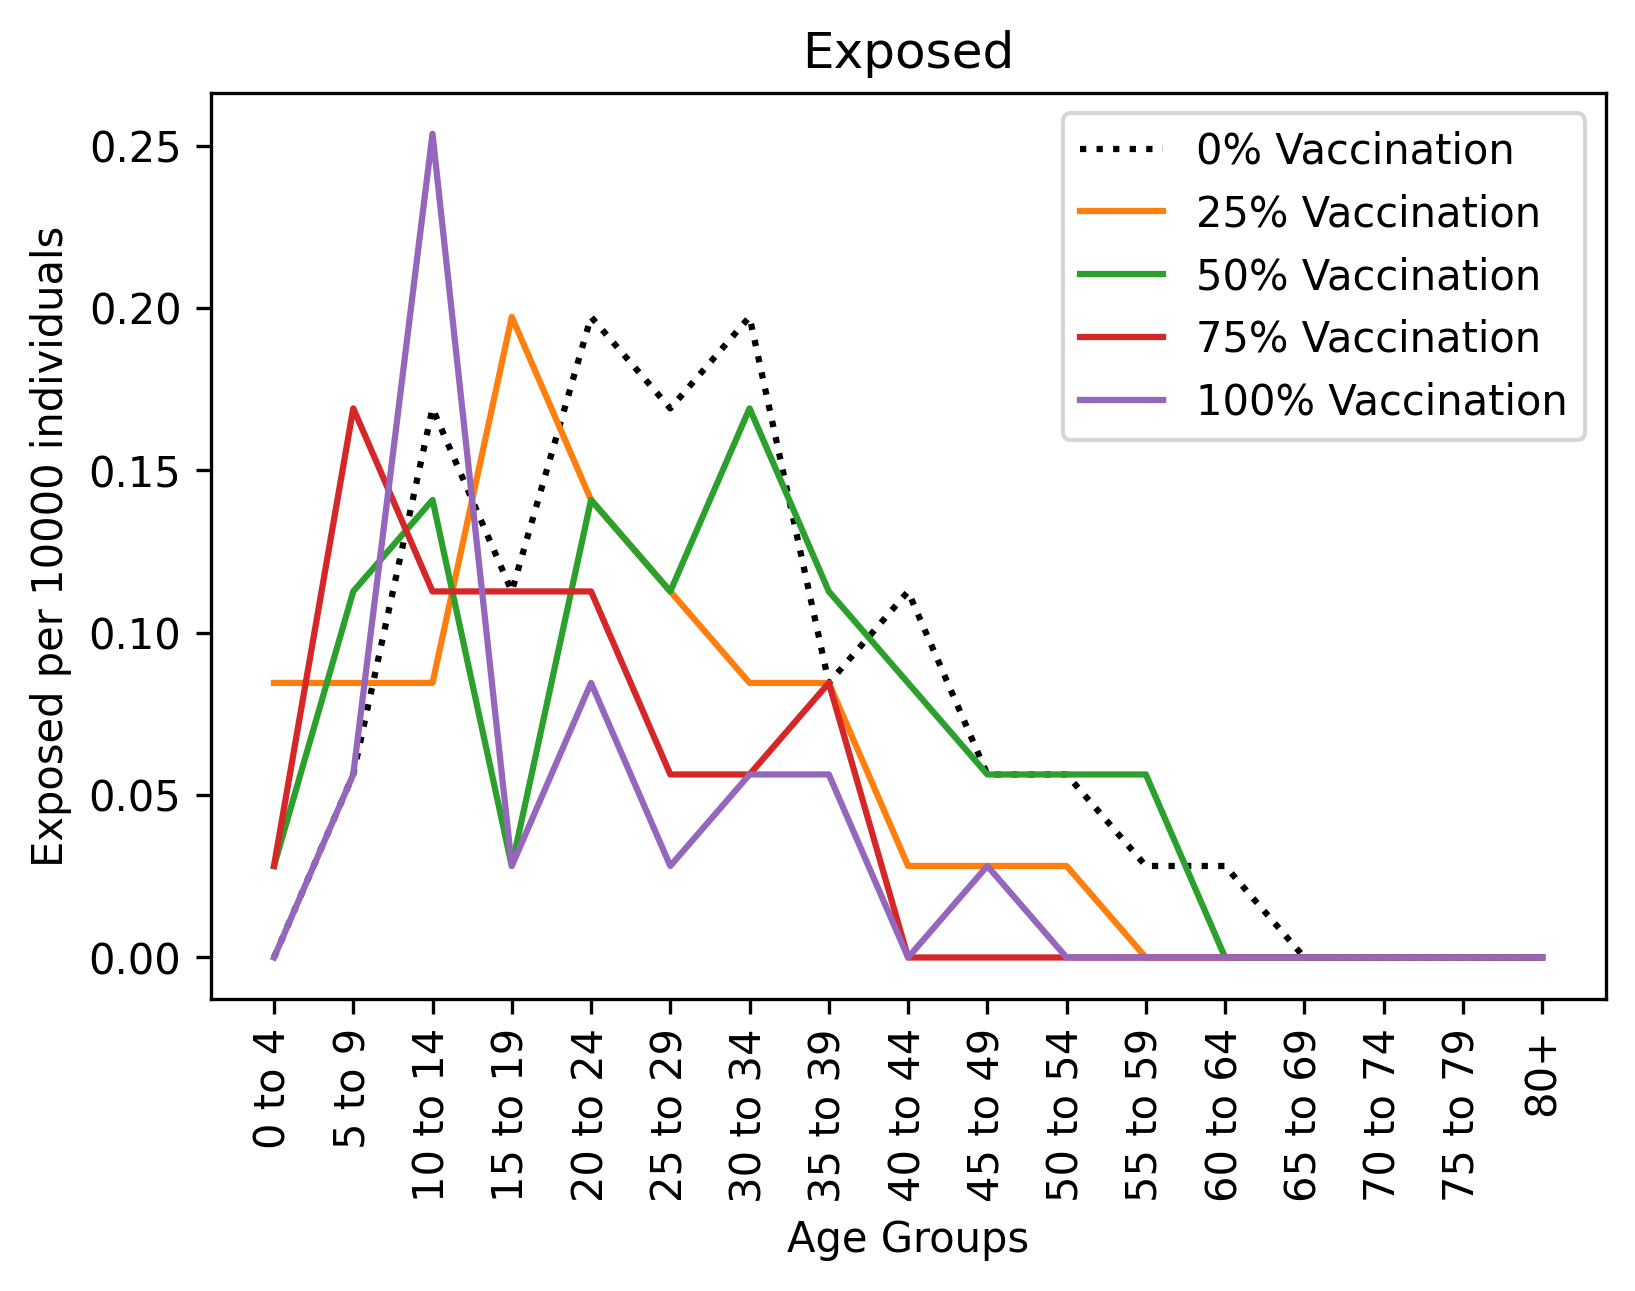 Exposed
Exposed per 10000 individuals
0.25
0.20
0.15
0.10
0.05
0.00
0% Vaccination
25% Vaccination
50% Vaccination
75% Vaccination
100% Vaccination
0 to 4
5 to 9
10 to 14
15 to 19
20 to 24
25 to 29
30 to 34
35 to 39
40 to 44
45 to 49
50 to 54
55 to 59
60 to 64
65 to 69
70 to 74
75 to 79
80+
Age Groups